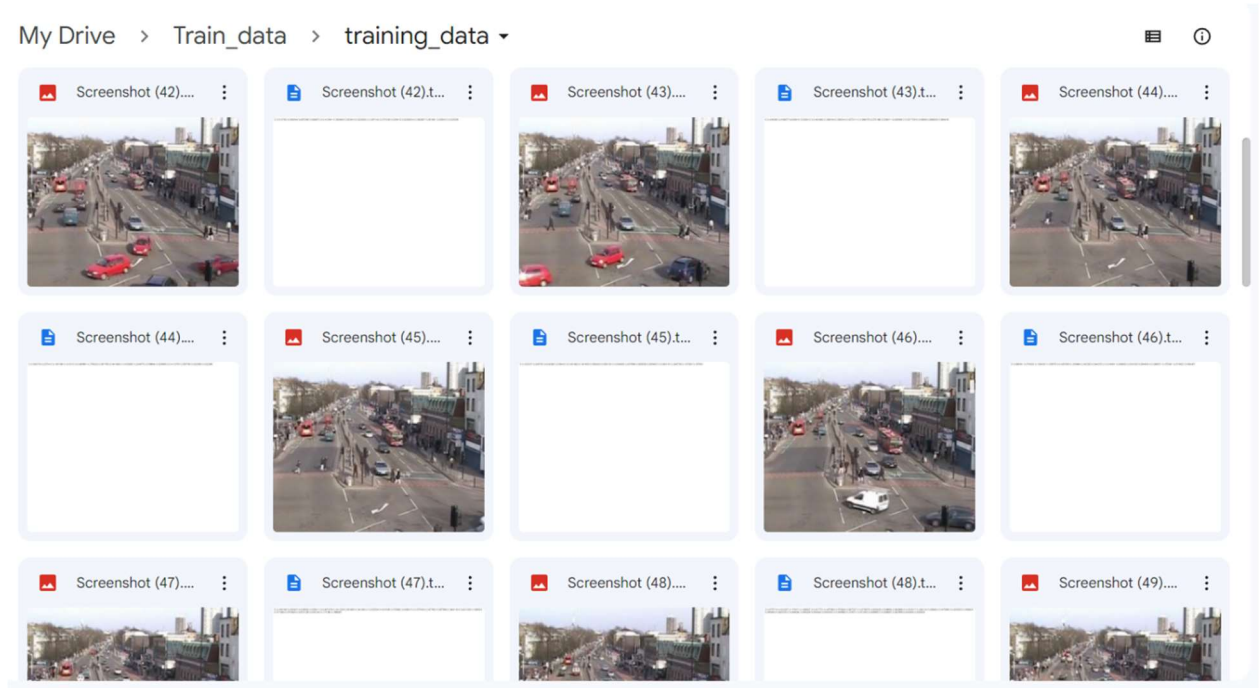 My Drive > Train_data > training_data
Screenshot (42)....
Screenshot (42).t...
Screenshot (43)....
Screenshot (43).t...
Screenshot (44)....
Screenshot (44)....
Screenshot (45)....
Screenshot (45).t...
Screenshot (46)....
Screenshot (46).t...
Screenshot (47)....
Screenshot (47).t...
Screenshot (48)....
Screenshot (48).t...
Screenshot (49)....